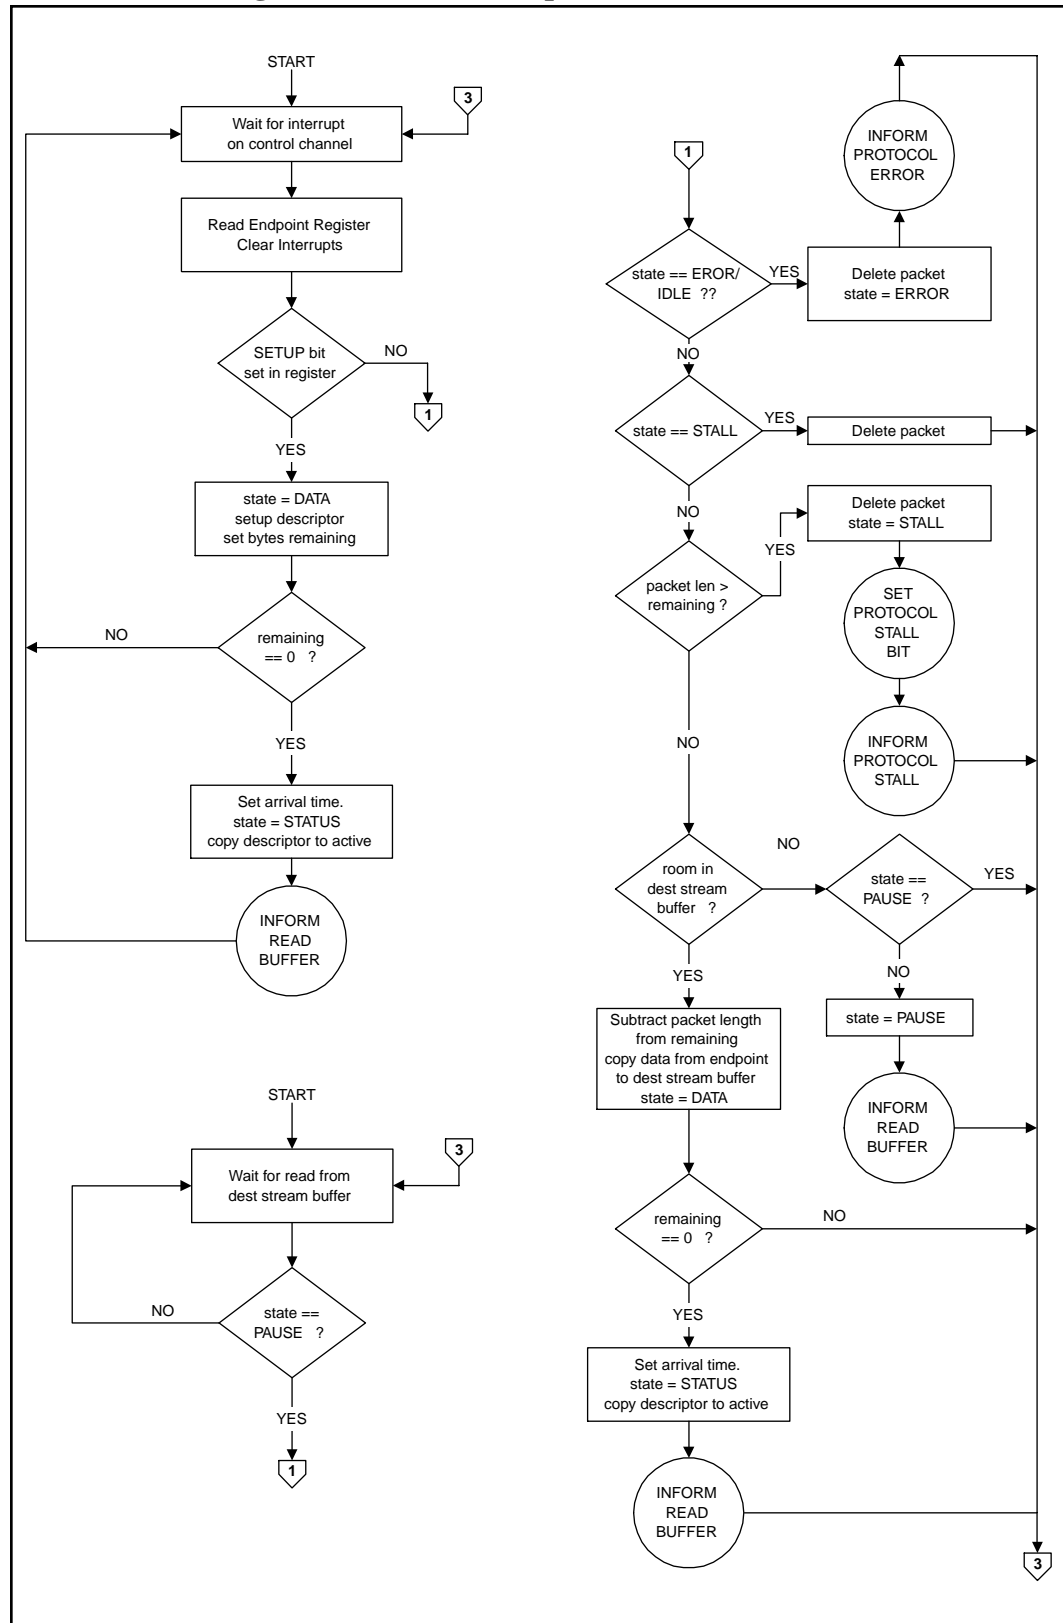 START
3
Wait for interrupt
on control channel
Read Endpoint Register
Clear Interrupts
SETUP bit
set in register
NO
1
YES
state = DATA
setup descriptor
set bytes remaining
NO
remaining
== 0 ?
YES
Set arrival time.
state = STATUS
copy descriptor to active
INFORM
READ
BUFFER
START
3
Wait for read from
dest stream buffer
NO
state ==
PAUSE ?
YES
1
1
INFORM
PROTOCOL
ERROR
state == EROR/
IDLE ??
YES
Delete packet
state = ERROR
NO
state == STALL
YES
Delete packet
NO
Delete packet
state = STALL
YES
packet len >
remaining ?
SET
PROTOCOL
STALL
BIT
NO
INFORM
PROTOCOL
STALL
room in
dest stream
buffer ?
NO
state ==
PAUSE ?
YES
YES
NO
Subtract packet length
from remaining
copy data from endpoint
to dest stream buffer
state = DATA
state = PAUSE
INFORM
READ
BUFFER
remaining
== 0 ?
NO
YES
Set arrival time.
state = STATUS
copy descriptor to active
INFORM
READ
BUFFER
3